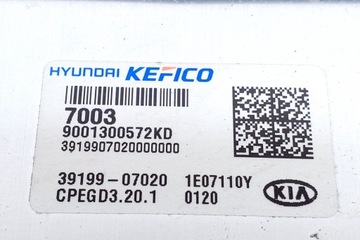 HYUNDAI KEFICO
7003
9001300572KD
3919907020000000
39199-07020 1E07110Y
CPEGD3.20.1 0120
KIA